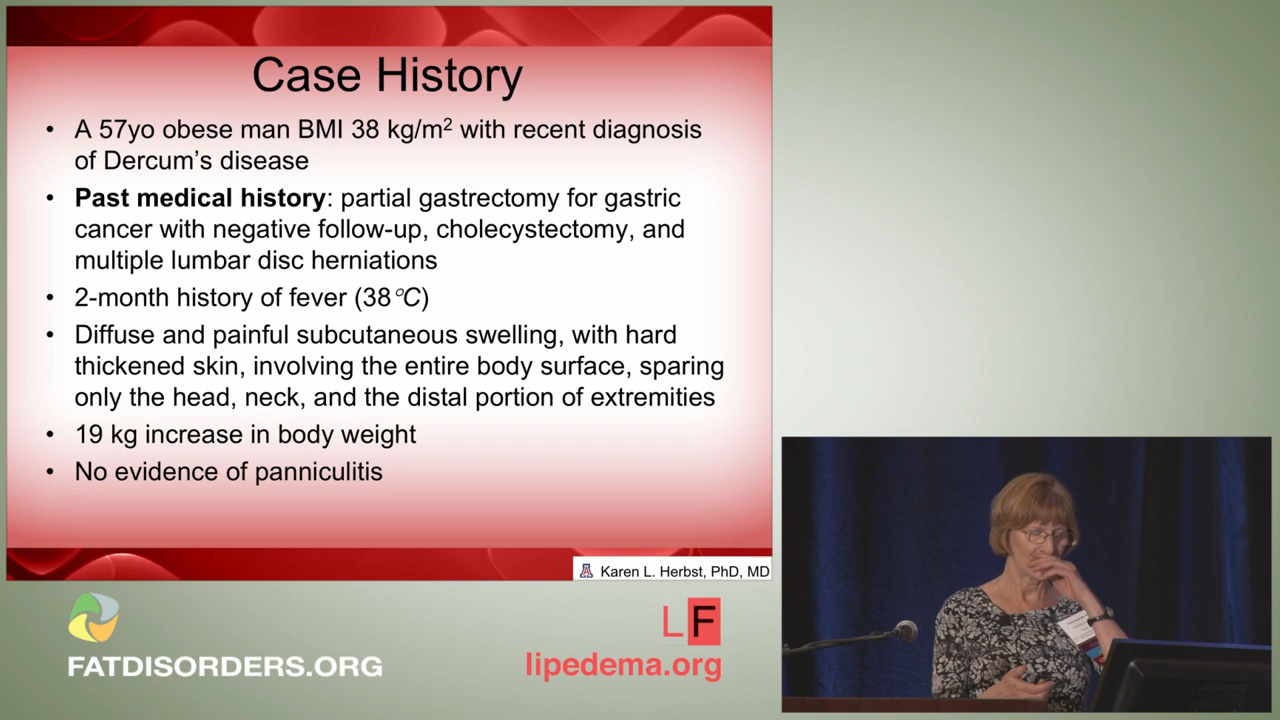 Case History
• A 57yo obese man BMI 38 kg/m² with recent diagnosis
of Dercum’s disease
• Past medical history: partial gastrectomy for gastric
cancer with negative follow-up, cholecystectomy, and
multiple lumbar disc herniations
• 2-month history of fever (38°C)
• Diffuse and painful subcutaneous swelling, with hard
thickened skin, involving the entire body surface, sparing
only the head, neck, and the distal portion of extremities
• 19 kg increase in body weight
• No evidence of panniculitis
A Karen L. Herbst, PhD, MD
FATDISORDERS.ORG
LF
lipedema.org